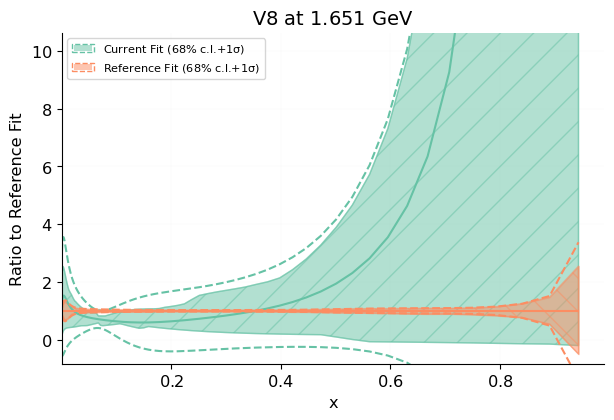 V8 at 1.651 GeV
Current Fit (68% c.l.+1σ)
Reference Fit (68% c.l.+1σ)
Ratio to Reference Fit
10
8
6
4
2
0
0.2 0.4 0.6 0.8
x